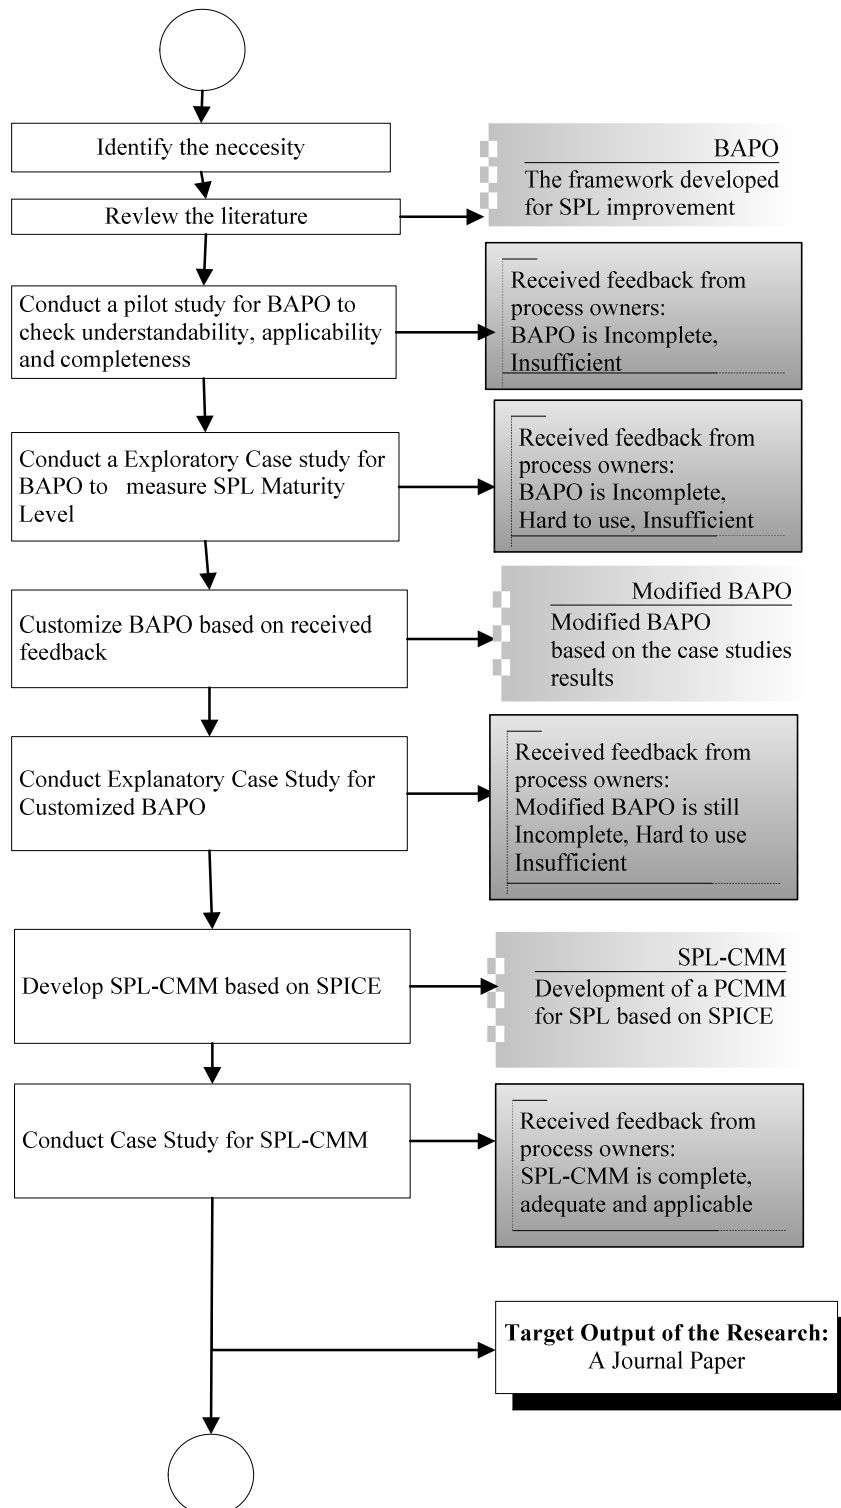 Identify the neccesity
BAPO
The framework developed
for SPL improvement
Revlew the literature
Conduct a pilot study for BAPO to
check understandability, applicability
and completeness
Received feedback from
process owners:
BAPO is Incomplete,
Insufficient
Conduct a Exploratory Case study for
BAPO to measure SPL Maturity
Level
Received feedback from
process owners:
BAPO is Incomplete,
Hard to use, Insufficient
Customize BAPO based on received
feedback
Modified BAPO
Modified BAPO
based on the case studies
results
Conduct Explanatory Case Study for
Customized BAPO
Received feedback from
process owners:
Modified BAPO is still
Incomplete, Hard to use
Insufficient
Develop SPL-CMM based on SPICE
SPL-CMM
Development of a PCMM
for SPL based on SPICE
Conduct Case Study for SPL-CMM
Received feedback from
process owners:
SPL-CMM is complete,
adequate and applicable
Target Output of the Research:
A Journal Paper